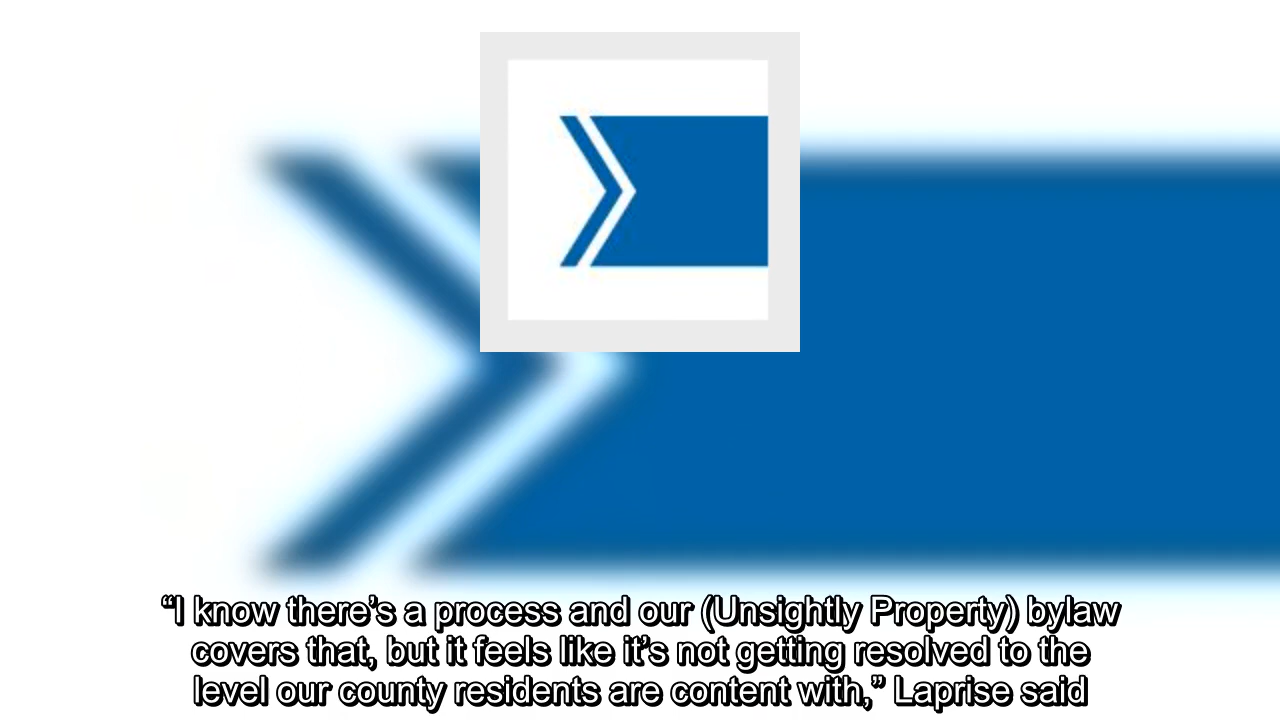 “I know there’s a process and our (Unsightly Property) bylaw
covers that, but it feels like it’s not getting resolved to the
level our county residents are content with,” Laprise said